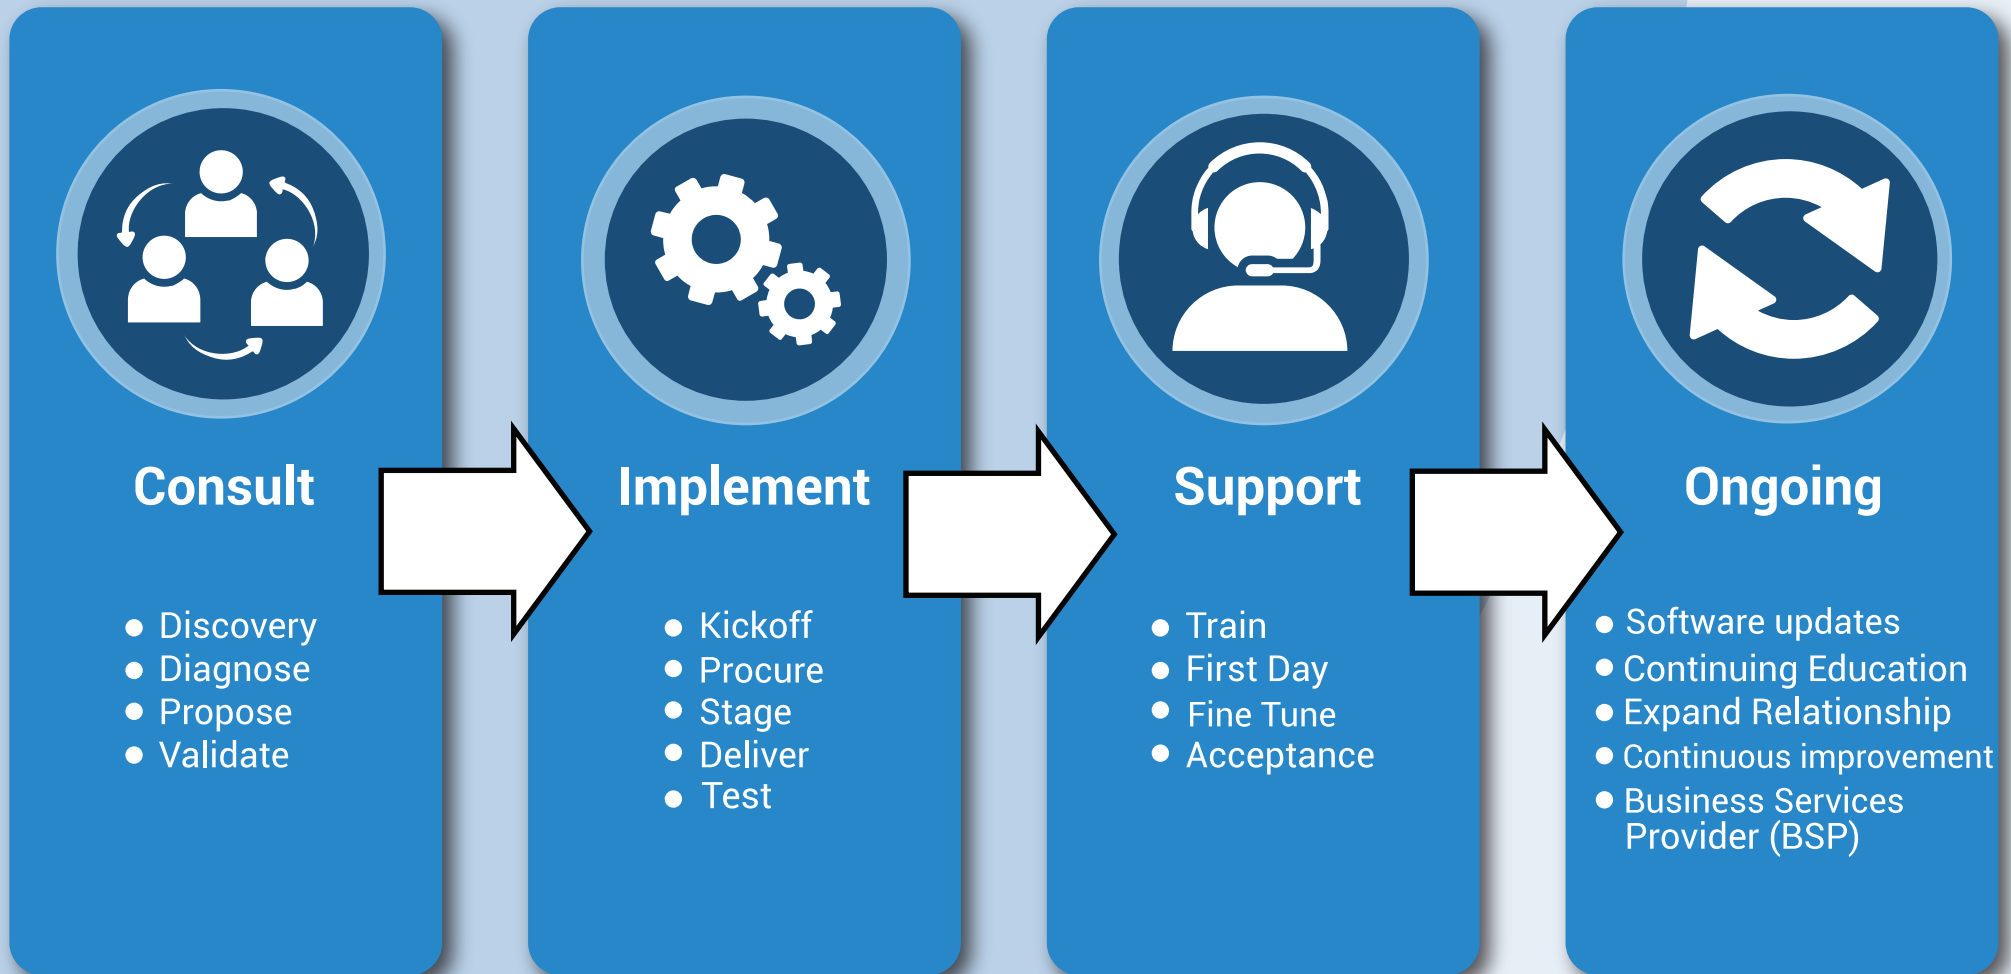 Consult
Discovery
Diagnose
Propose
Validate
Implement
Kickoff
Procure
Stage
Deliver
Test
Support
Train
First Day
Fine Tune
Acceptance
Ongoing
Software updates
Continuing Education
Expand Relationship
Continuous improvement
Business Services
Provider (BSP)